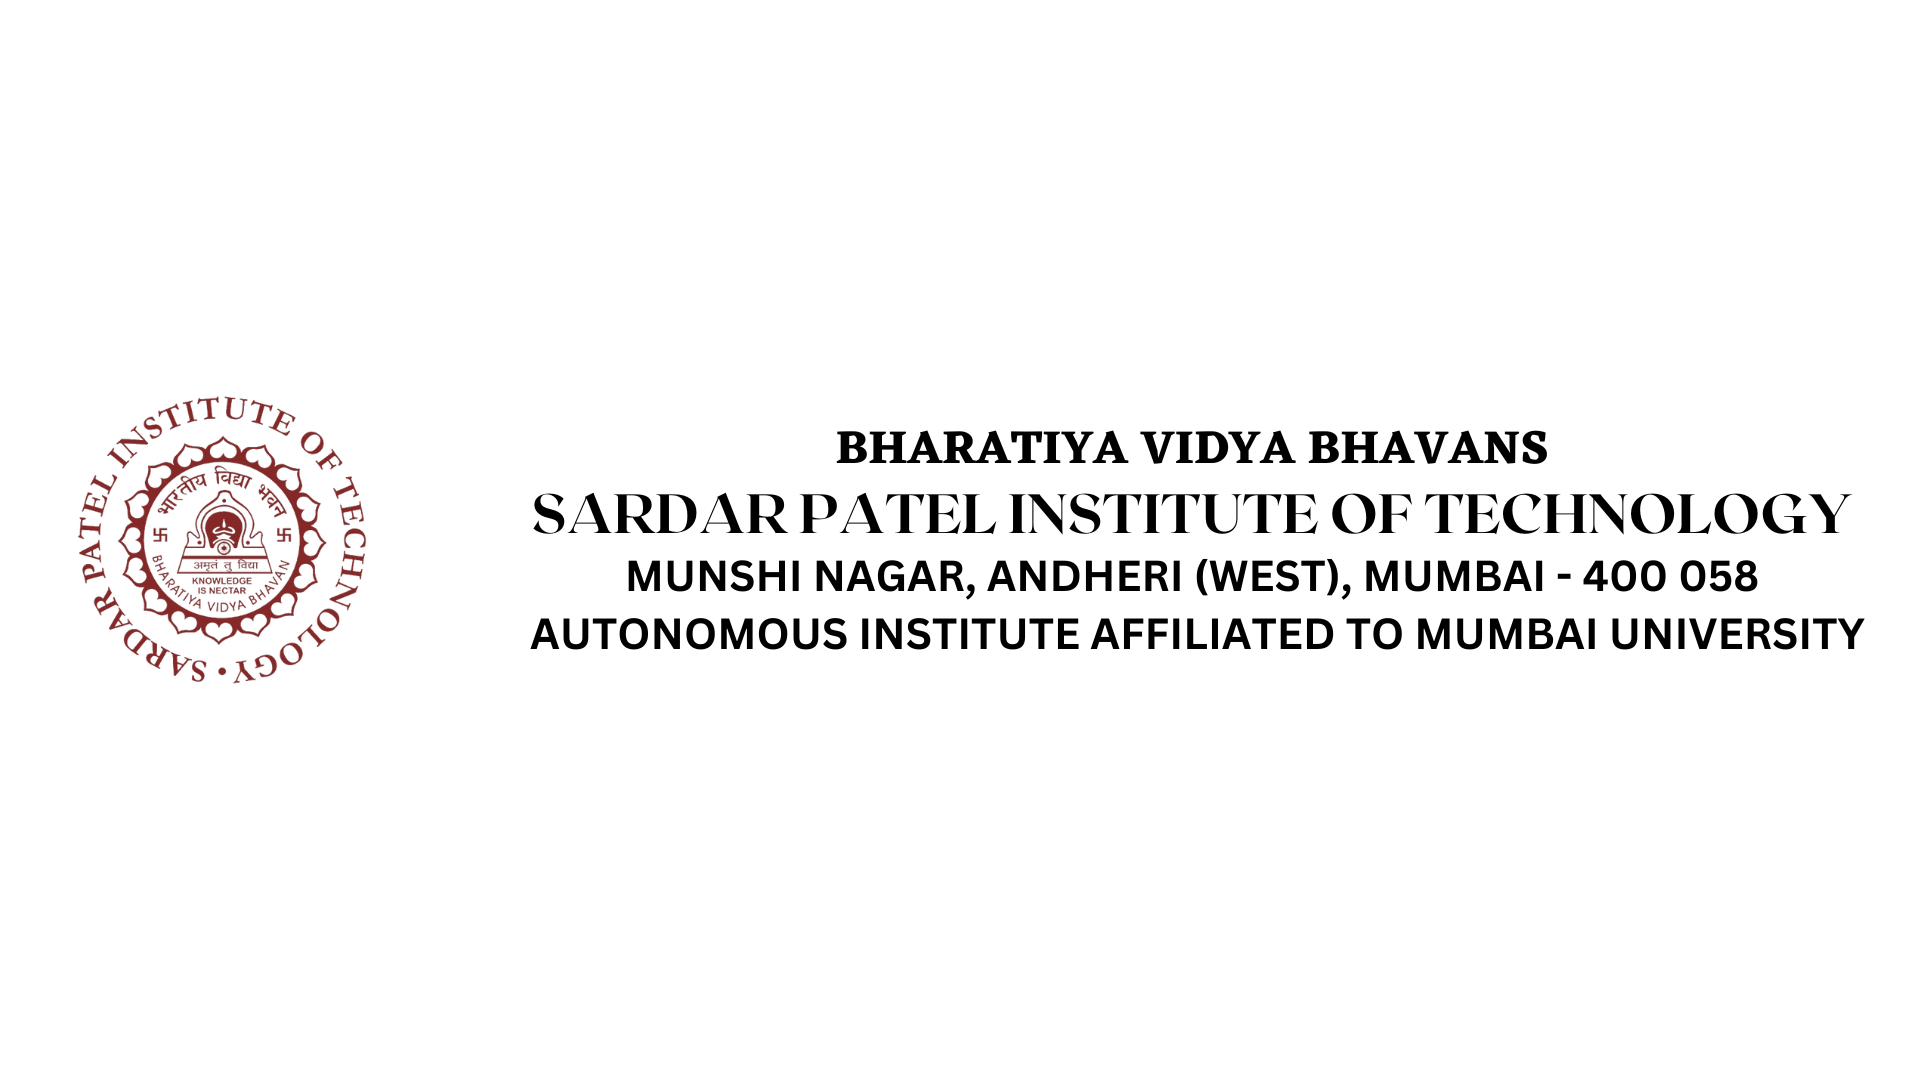 SARDAR PATEL INSTITUTE OF TECHNOLOGY •
भारतीय विद्या भवन
अमृतं तु विद्या
KNOWLEDGE
IS NECTAR
BHARATIYA VIDYA BHAVAN
BHARATIYA VIDYA BHAVANS
SARDAR PATEL INSTITUTE OF TECHNOLOGY
MUNSHI NAGAR, ANDHERI (WEST), MUMBAI - 400 058
AUTONOMOUS INSTITUTE AFFILIATED TO MUMBAI UNIVERSITY